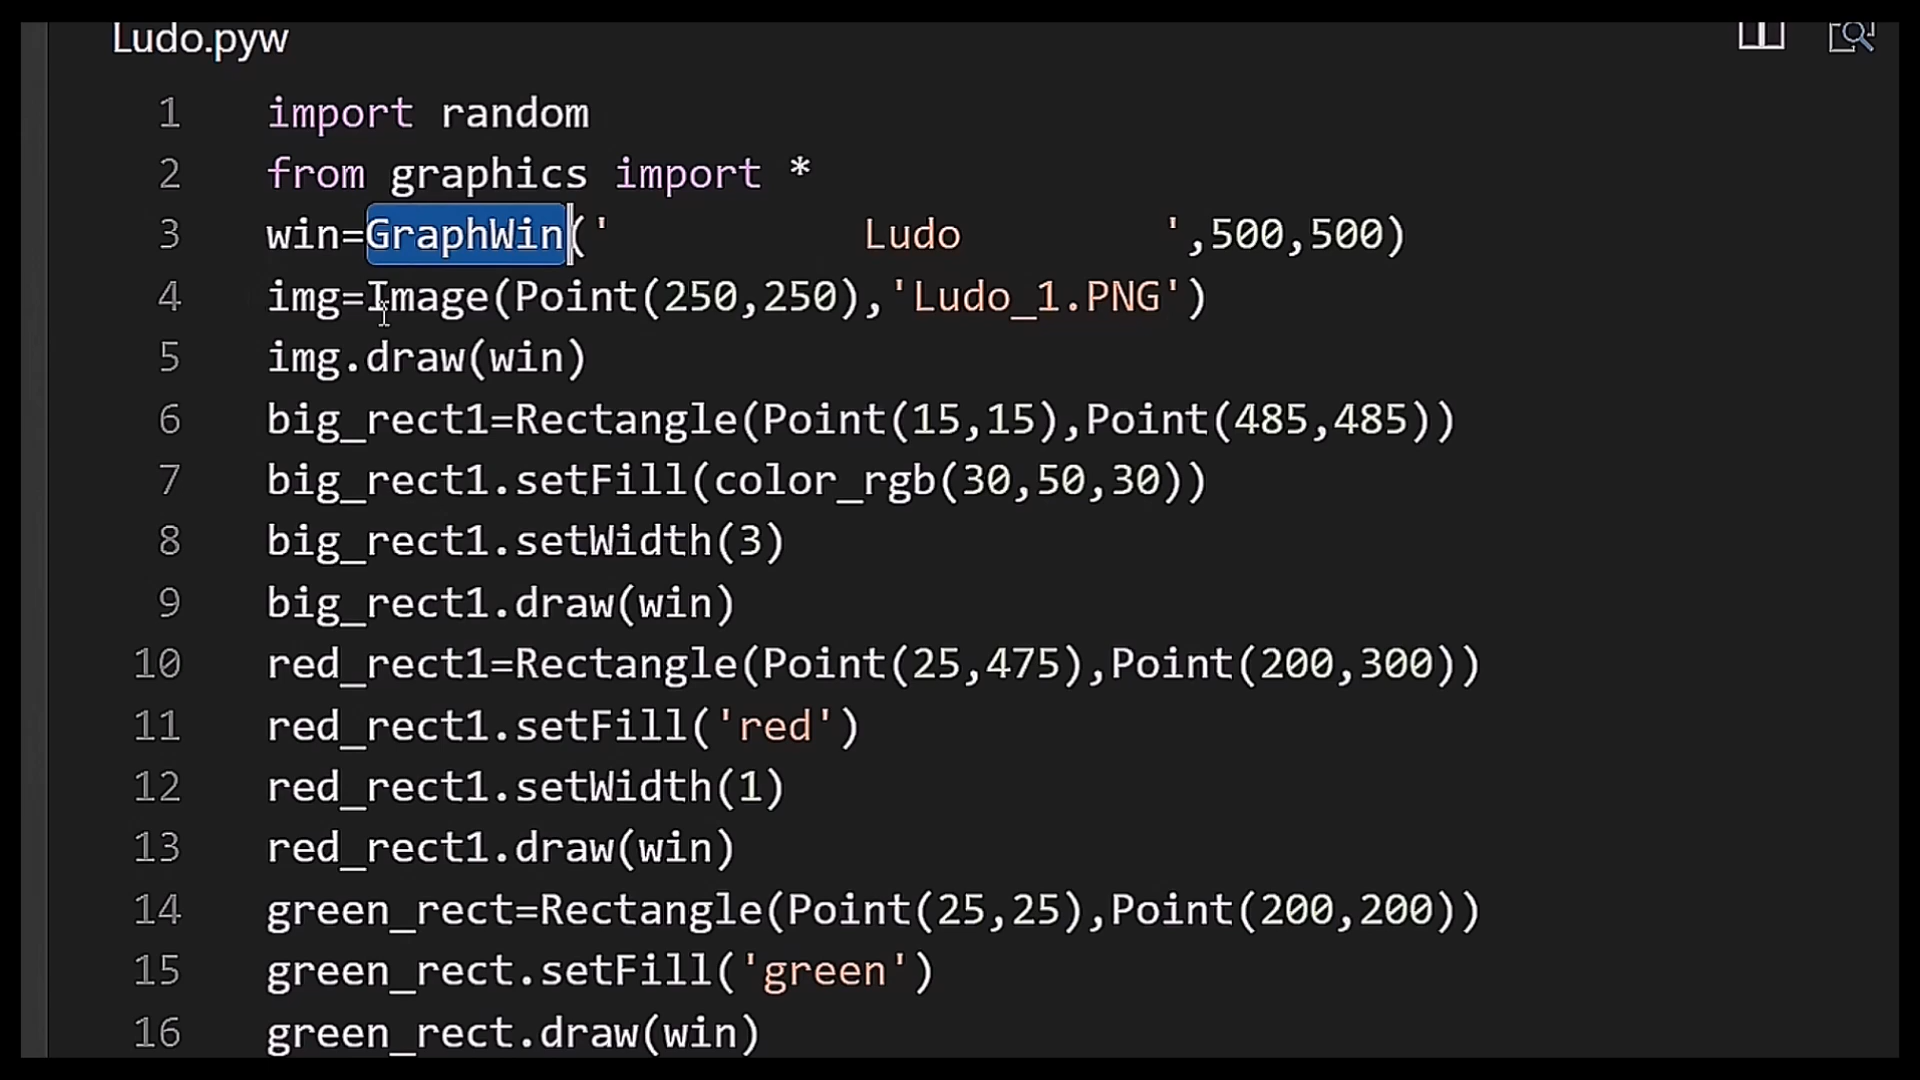 Ludo.pyw
1 import random
2 from graphics import *
3 win=GraphWin('          Ludo        ',500,500)
4 img=Image(Point(250,250),'Ludo_1.PNG')
5 img.draw(win)
6 big_rect1=Rectangle(Point(15,15),Point(485,485))
7 big_rect1.setFill(color_rgb(30,50,30))
8 big_rect1.setWidth(3)
9 big_rect1.draw(win)
10 red_rect1=Rectangle(Point(25,475),Point(200,300))
11 red_rect1.setFill('red')
12 red_rect1.setWidth(1)
13 red_rect1.draw(win)
14 green_rect=Rectangle(Point(25,25),Point(200,200))
15 green_rect.setFill('green')
16 green_rect.draw(win)